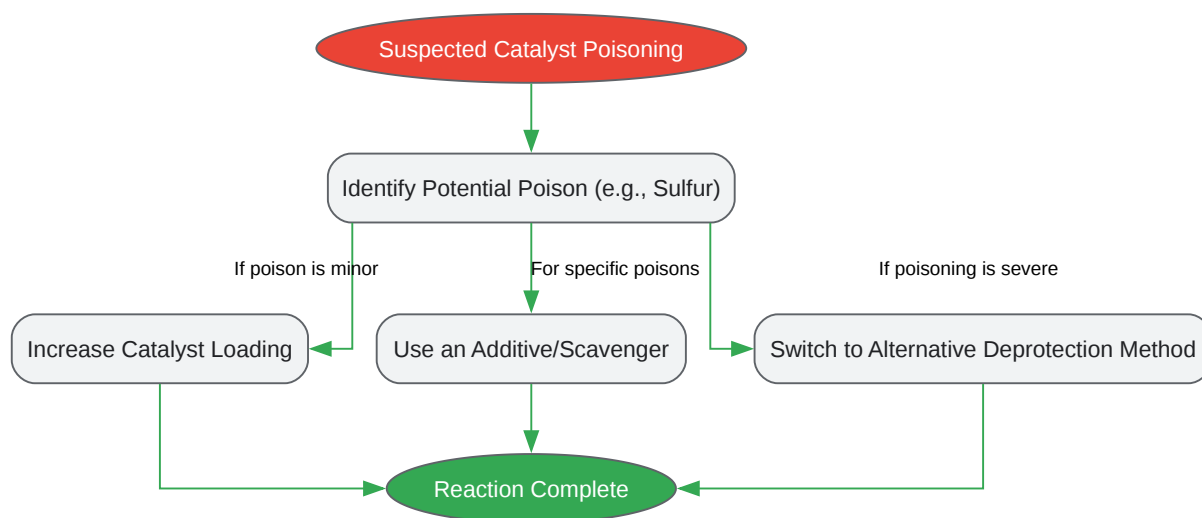 Suspected Catalyst Poisoning
Identify Potential Poison (e.g., Sulfur)
If poison is minor
For specific poisons
If poisoning is severe
Increase Catalyst Loading
Use an Additive/Scavenger
Switch to Alternative Deprotection Method
Reaction Complete